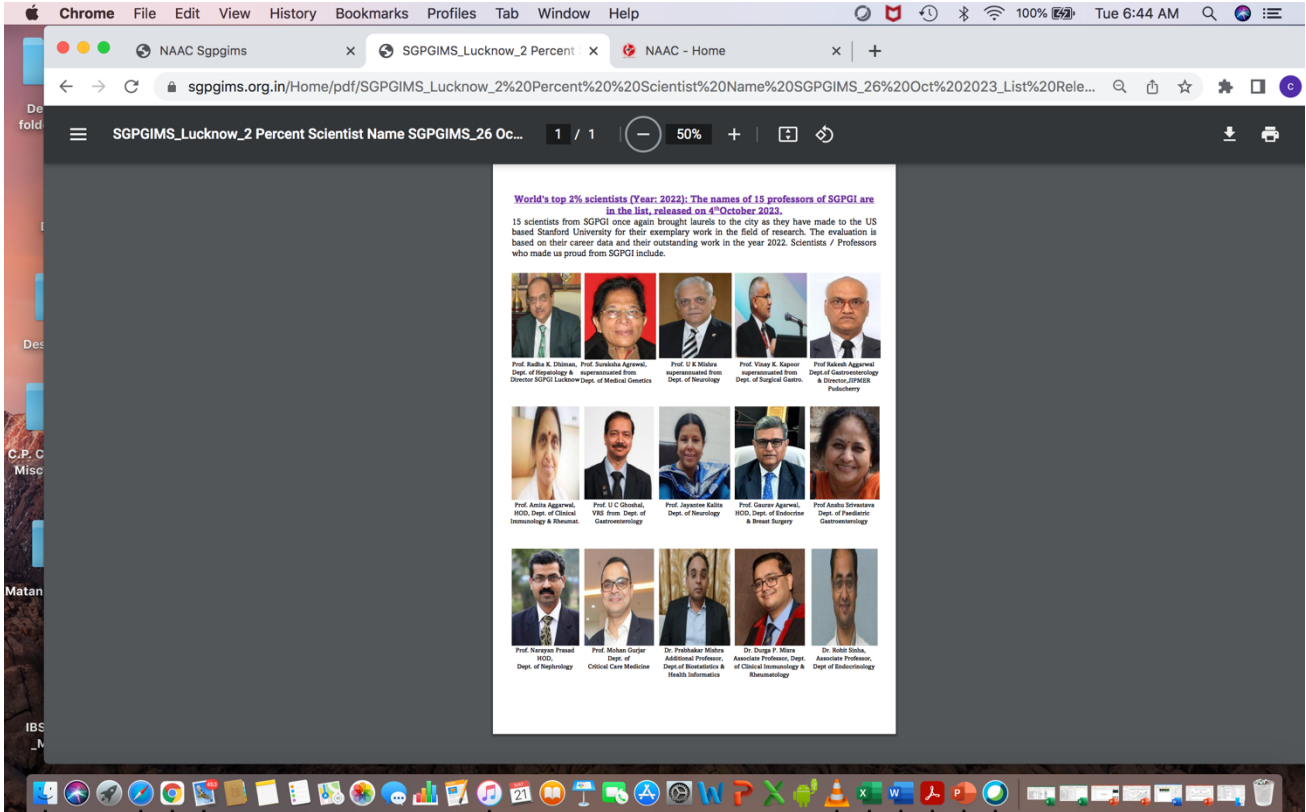 Chrome File Edit View History Bookmarks Profiles Tab Window Help 100% Tue 6:44 AM
NAAC Sgpgims
SGPGIMS_Lucknow_2 Percent
NAAC - Home
sgpgims.org.in/Home/pdf/SGPGIMS_Lucknow_2%20Percent%20%20Scientist%20Name%20SGPGIMS_26%20Oct%202023_List%20Rele...
SGPGIMS_Lucknow_2 Percent Scientist Name SGPGIMS_26 Oc... 1 / 1 50%
World's top 2% scientists (Year: 2022): The names of 15 professors of SGPGI are
in the list, released on 4thOctober 2023.
15 scientists from SGPGI once again brought laurels to the city as they have made to the US
based Stanford University for their exemplary work in the field of research. The evaluation is
based on their career data and their outstanding work in the year 2022. Scientists / Professors
who made us proud from SGPGI include.
Prof. Radha K. Dhiman,
Dept. of Hepatology &
Director SGPGI Lucknow
Prof. Suraksha Agrawal,
superannuated from
Dept. of Medical Genetics
Prof. U K Mishra
superannuated from
Dept. of Neurology
Prof. Vinay K. Kapoor
superannuated from
Dept. of Surgical Gastro.
Prof Rakesh Aggarwal
Dept.of Gastroenterology
& Director,JIPMER
Puducherry
Prof. Amita Aggarwal,
HOD, Dept. of Clinical
Immunology & Rheumat.
Prof. U C Ghoshal,
VRS from Dept. of
Gastroenterology
Prof. Jayantee Kalita
Dept. of Neurology
Prof. Gaurav Agarwal,
HOD, Dept. of Endocrine
& Breast Surgery
Prof Anshu Srivastava
Dept. of Paediatric
Gastroenterology
Prof. Narayan Prasad
HOD,
Dept. of Nephrology
Prof. Mohan Gurjar
Dept. of
Critical Care Medicine
Dr. Prabhakar Mishra
Additional Professor,
Dept.of Biostatistics &
Health Informatics
Dr. Durga P. Misra
Associate Professor, Dept.
of Clinical Immunology &
Rheumatology
Dr. Rohit Sinha,
Associate Professor,
Dept of Endocrinology
De
fold
Des
C.P. C
Misc
Matan
IBS
_M
21